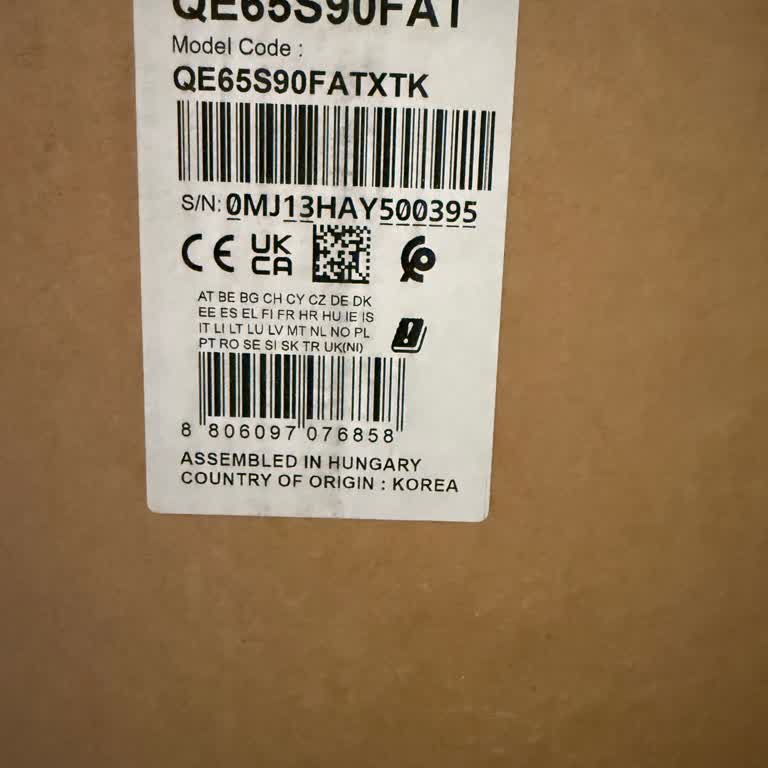 QE65S90FAT
Model Code :
QE65S90FATXTK
S/N: 0MJ13HAY500395
CE UK CA
AT BE BG CH CY CZ DE DK
EE ES EL FI FR HR HU IE IS
IT LI LT LU LV MT NL NO PL
PT RO SE SI SK TR UK(NI)
8 806097 076858
ASSEMBLED IN HUNGARY
COUNTRY OF ORIGIN : KOREA